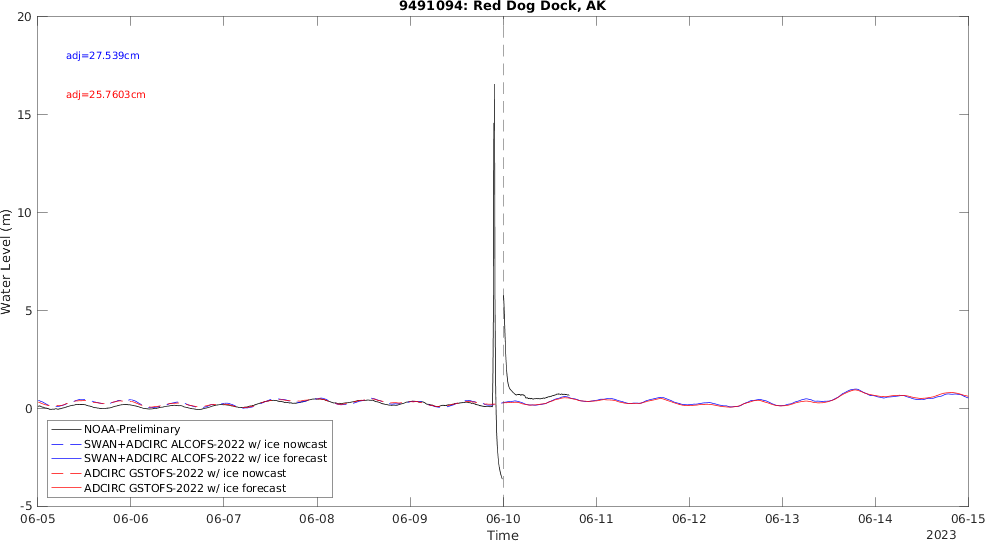 9491094: Red Dog Dock, AK
20
15
10
5
0
-5
Water Level (m)
adj=27.539cm
adj=25.7603cm
NOAA-Preliminary
SWAN+ADCIRC ALCOFS-2022 w/ ice nowcast
SWAN+ADCIRC ALCOFS-2022 w/ ice forecast
ADCIRC GSTOFS-2022 w/ ice nowcast
ADCIRC GSTOFS-2022 w/ ice forecast
06-05 06-06 06-07 06-08 06-09 06-10 06-11 06-12 06-13 06-14 06-15
Time
2023